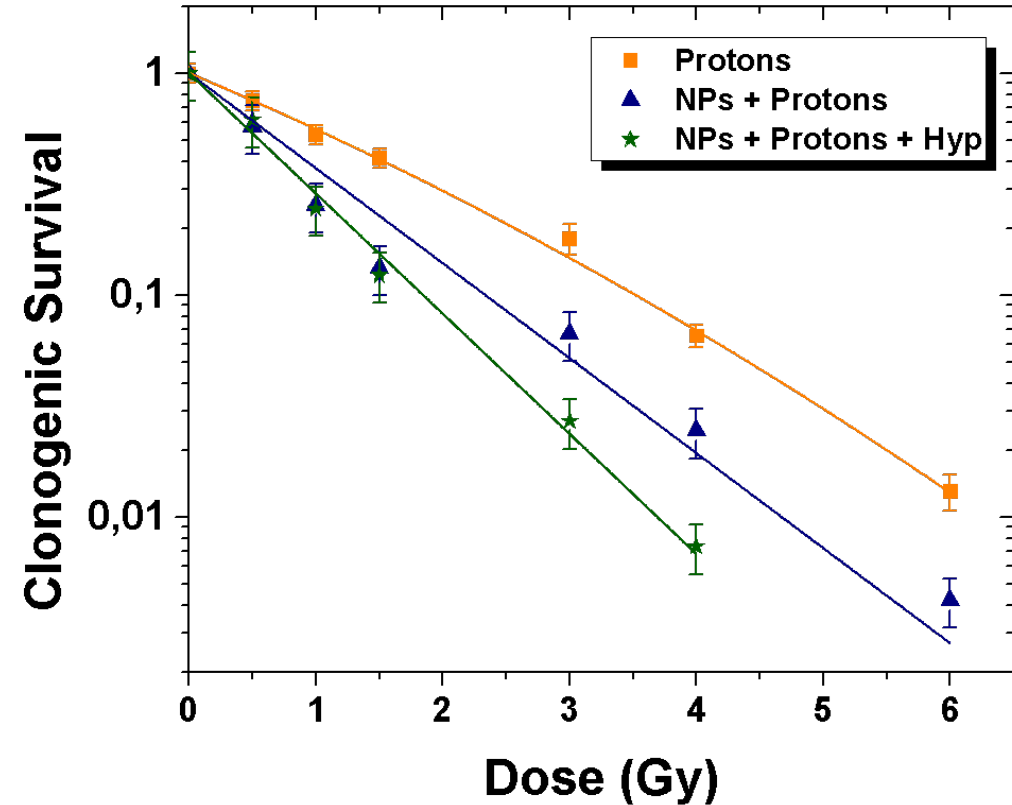 Protons
NPs + Protons
NPs + Protons + Hyp
1
0,1
0,01
Clonogenic Survival
0 1 2 3 4 5 6
Dose (Gy)